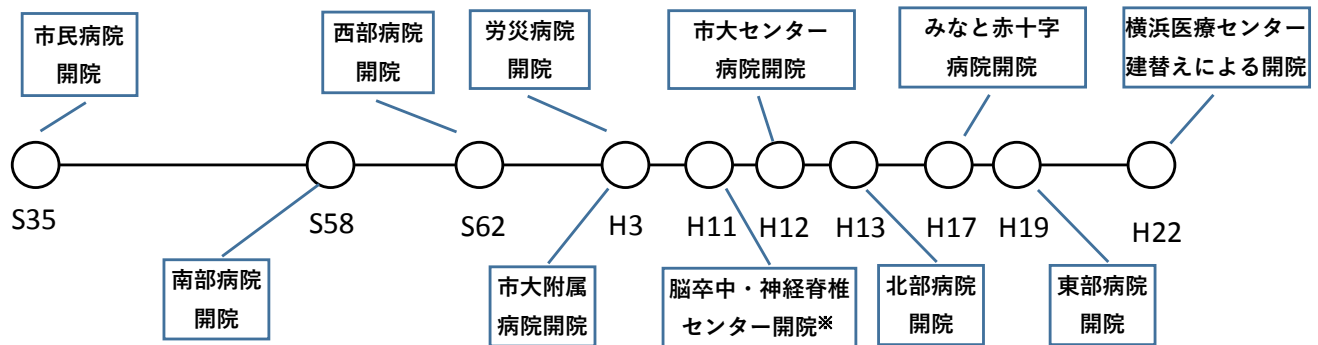 市民病院
開院
西部病院
開院
労災病院
開院
市大センター
病院開院
みなと赤十字
病院開院
横浜医療センター
建替えによる開院
S35
S58
S62
H3
H11
H12
H13
H17
H19
H22
南部病院
開院
市大附属
病院開院
脳卒中・神経脊椎
センター開院※
北部病院
開院
東部病院
開院